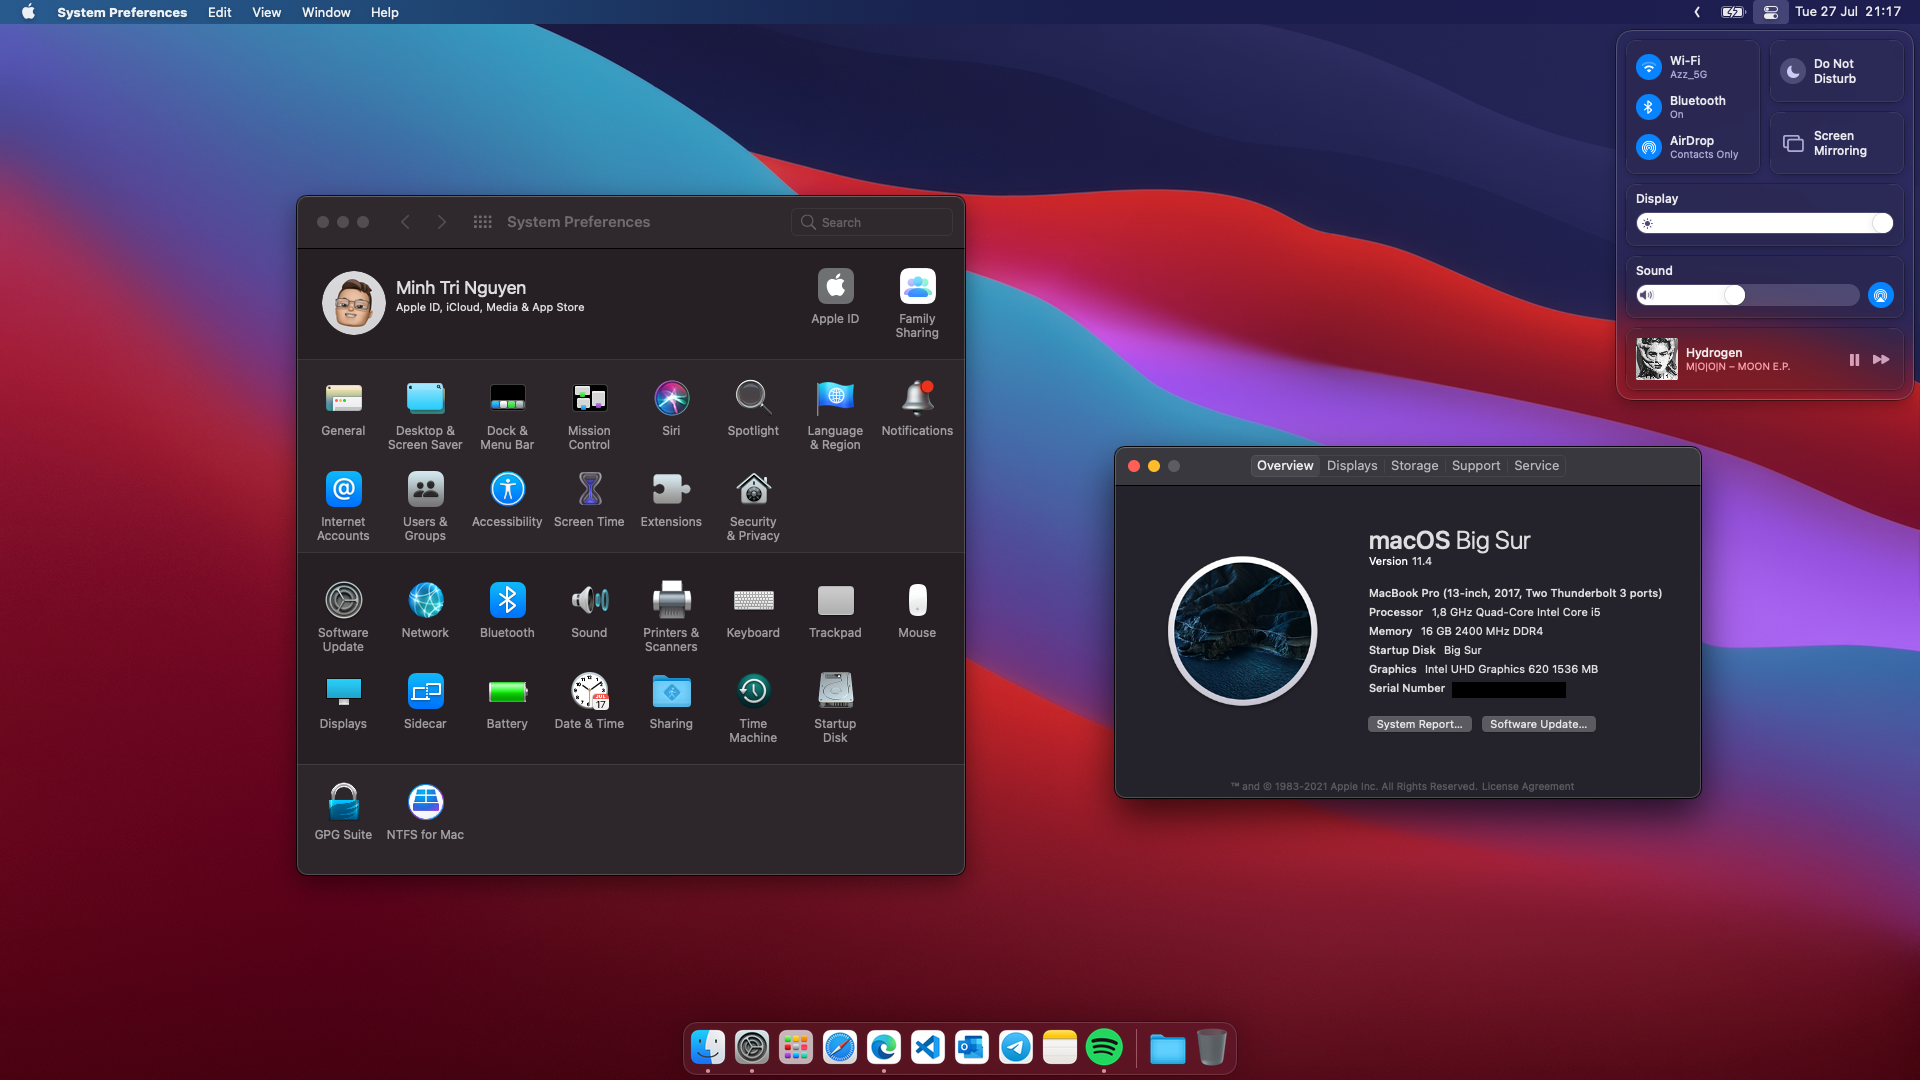 System Preferences Edit View Window Help
Tue 27 Jul 21:17
Wi-Fi
Azz_5G
Bluetooth
On
AirDrop
Contacts Only
Do Not
Disturb
Screen
Mirroring
Display
Sound
Hydrogen
M|O|O|N – MOON E.P.
System Preferences
Search
Minh Tri Nguyen
Apple ID, iCloud, Media & App Store
Apple ID
Family
Sharing
General
Desktop &
Screen Saver
Dock &
Menu Bar
Mission
Control
Siri
Spotlight
Language
& Region
Notifications
Internet
Accounts
Users &
Groups
Accessibility
Screen Time
Extensions
Security
& Privacy
Software
Update
Network
Bluetooth
Sound
Printers &
Scanners
Keyboard
Trackpad
Mouse
Displays
Sidecar
Battery
JUL
17
Date & Time
Sharing
Time
Machine
Startup
Disk
GPG Suite
NTFS for Mac
Overview Displays Storage Support Service
macOS Big Sur
Version 11.4
MacBook Pro (13-inch, 2017, Two Thunderbolt 3 ports)
Processor 1,8 GHz Quad-Core Intel Core i5
Memory 16 GB 2400 MHz DDR4
Startup Disk Big Sur
Graphics Intel UHD Graphics 620 1536 MB
Serial Number
System Report...
Software Update...
™ and © 1983-2021 Apple Inc. All Rights Reserved. License Agreement